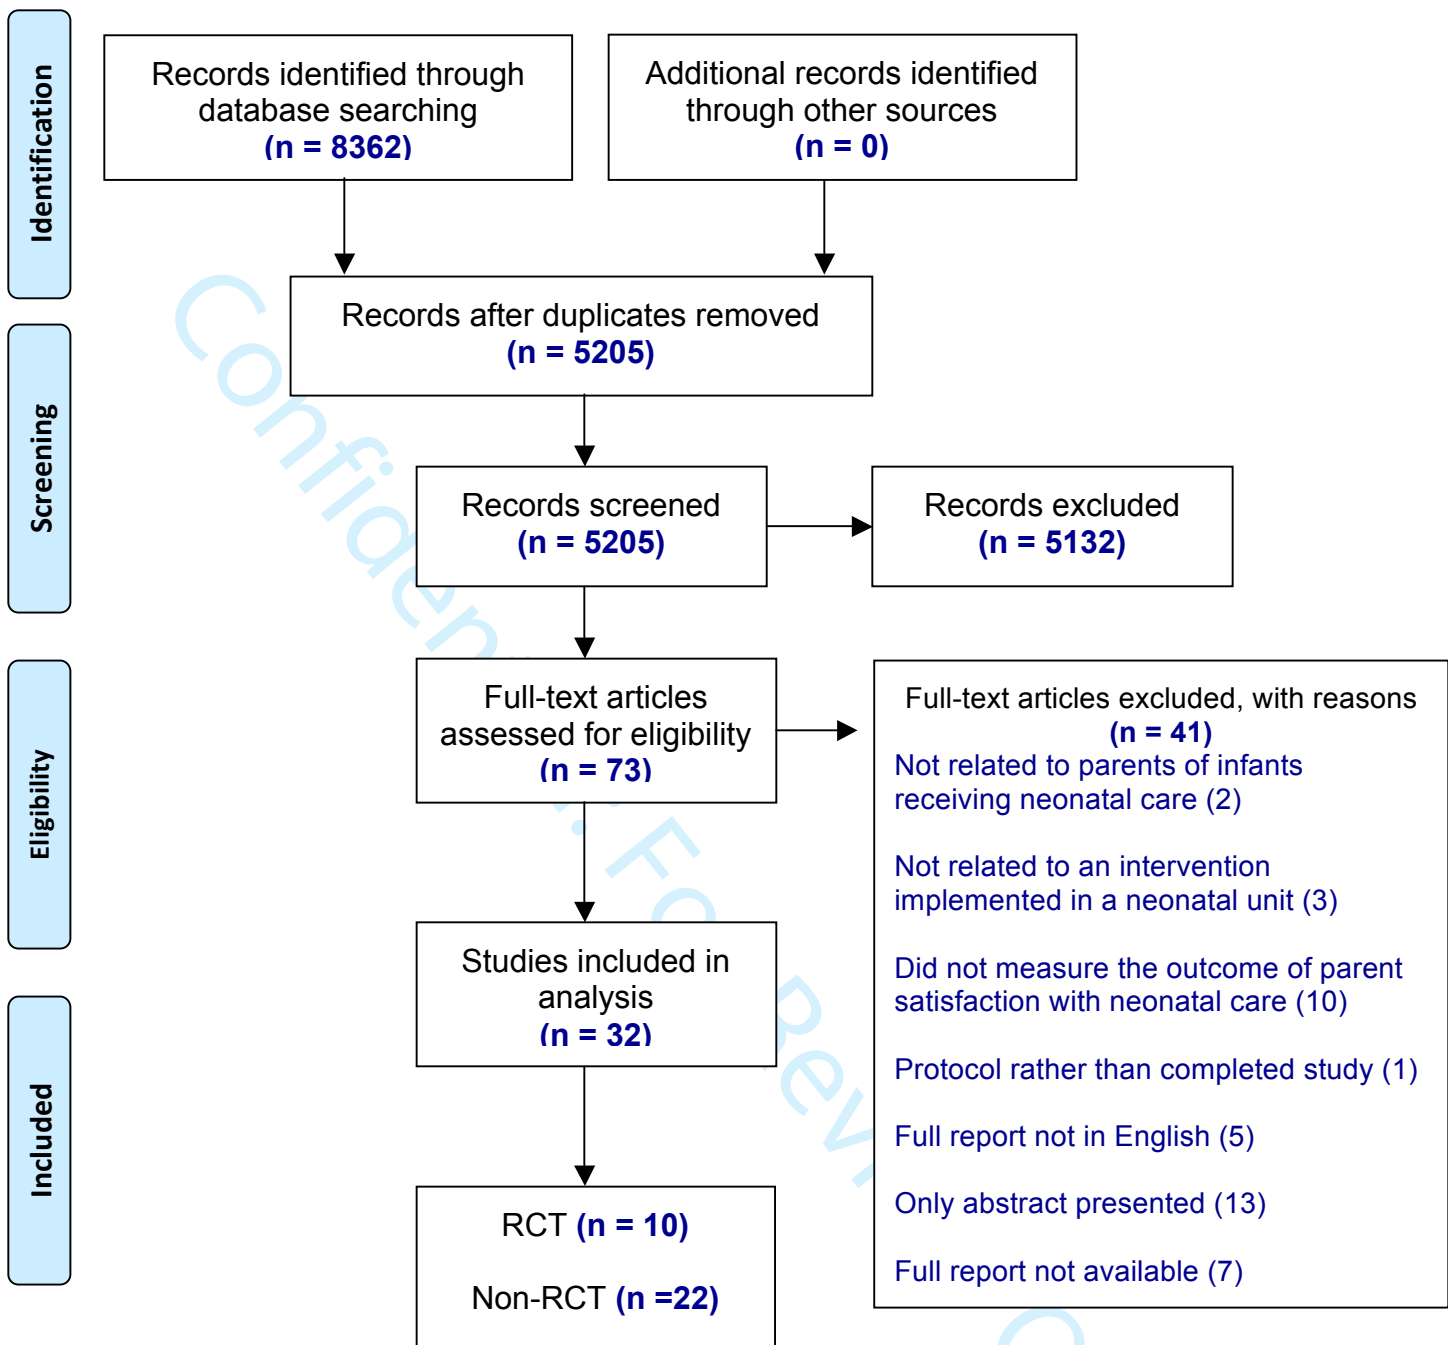 Identification
Records identified through
database searching
(n = 8362)
Additional records identified
through other sources
(n = 0)
Records after duplicates removed
(n = 5205)
Screening
Records screened
(n = 5205)
Records excluded
(n = 5132)
Eligibility
Full-text articles
assessed for eligibility
(n = 73)
Full-text articles excluded, with reasons
(n = 41)
Not related to parents of infants
receiving neonatal care (2)
Not related to an intervention
implemented in a neonatal unit (3)
Did not measure the outcome of parent
satisfaction with neonatal care (10)
Protocol rather than completed study (1)
Full report not in English (5)
Only abstract presented (13)
Full report not available (7)
Studies included in
analysis
(n = 32)
Included
RCT (n = 10)
Non-RCT (n =22)